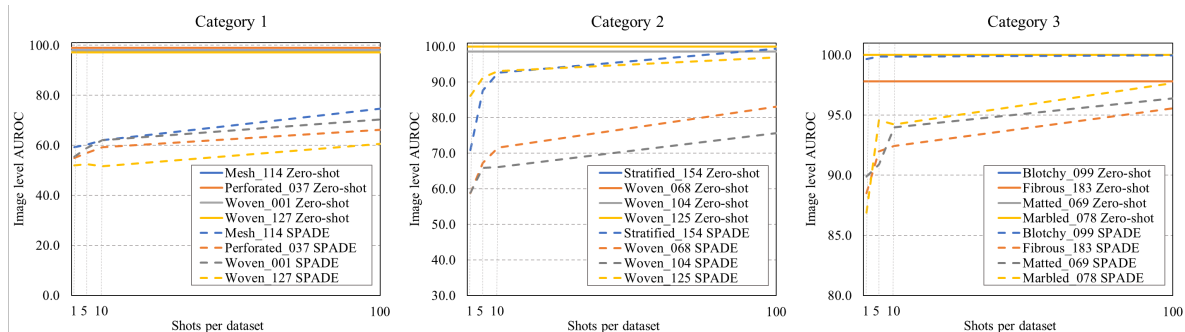 Category 1
Image level AUROC
100.0
80.0
60.0
40.0
20.0
0.0
Mesh_114 Zero-shot
Perforated_037 Zero-shot
Woven_001 Zero-shot
Woven_127 Zero-shot
Mesh_114 SPADE
Perforated_037 SPADE
Woven_001 SPADE
Woven_127 SPADE
1 5 10 100
Shots per dataset
Category 2
Image level AUROC
100.0
90.0
80.0
70.0
60.0
50.0
40.0
30.0
Stratified_154 Zero-shot
Woven_068 Zero-shot
Woven_104 Zero-shot
Woven_125 Zero-shot
Stratified_154 SPADE
Woven_068 SPADE
Woven_104 SPADE
Woven_125 SPADE
1 5 10 100
Shots per dataset
Category 3
Image level AUROC
100.0
95.0
90.0
85.0
80.0
Blotchy_099 Zero-shot
Fibrous_183 Zero-shot
Matted_069 Zero-shot
Marbled_078 Zero-shot
Blotchy_099 SPADE
Fibrous_183 SPADE
Matted_069 SPADE
Marbled_078 SPADE
1 5 10 100
Shots per dataset